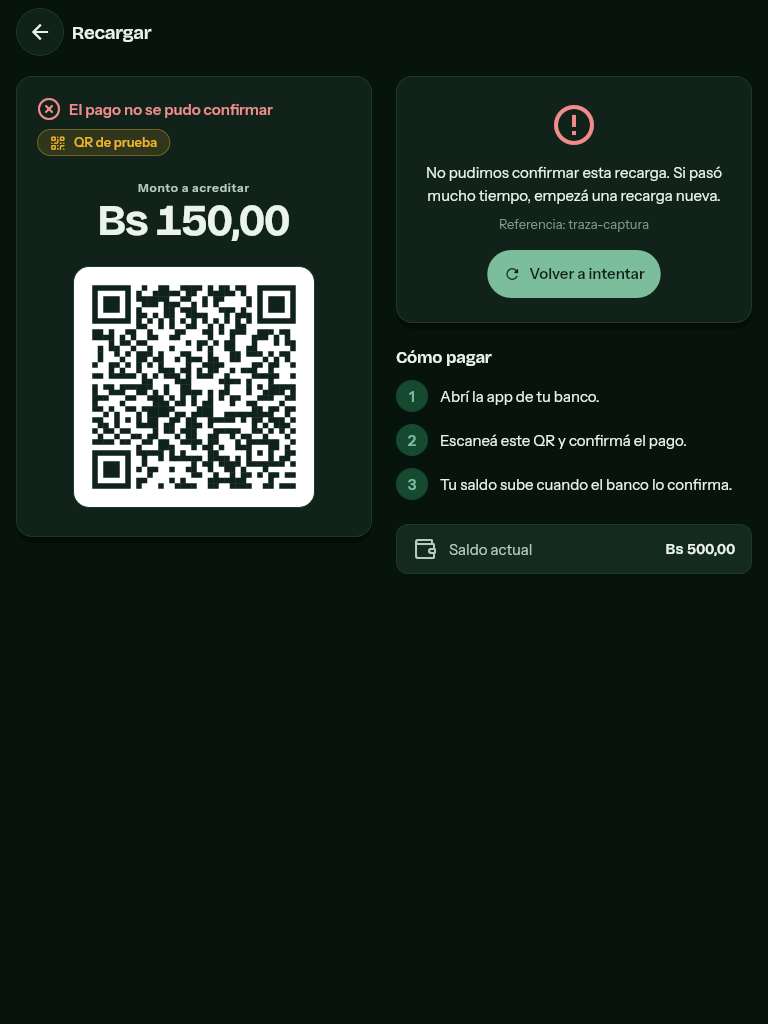 Recargar
El pago no se pudo confirmar
QR de prueba
Monto a acreditar
Bs 150,00
No pudimos confirmar esta recarga. Si pasó
mucho tiempo, empezá una recarga nueva.
Referencia: traza-captura
Volver a intentar
Cómo pagar
1 Abrí la app de tu banco.
2 Escaneá este QR y confirmá el pago.
3 Tu saldo sube cuando el banco lo confirma.
Saldo actual Bs 500,00